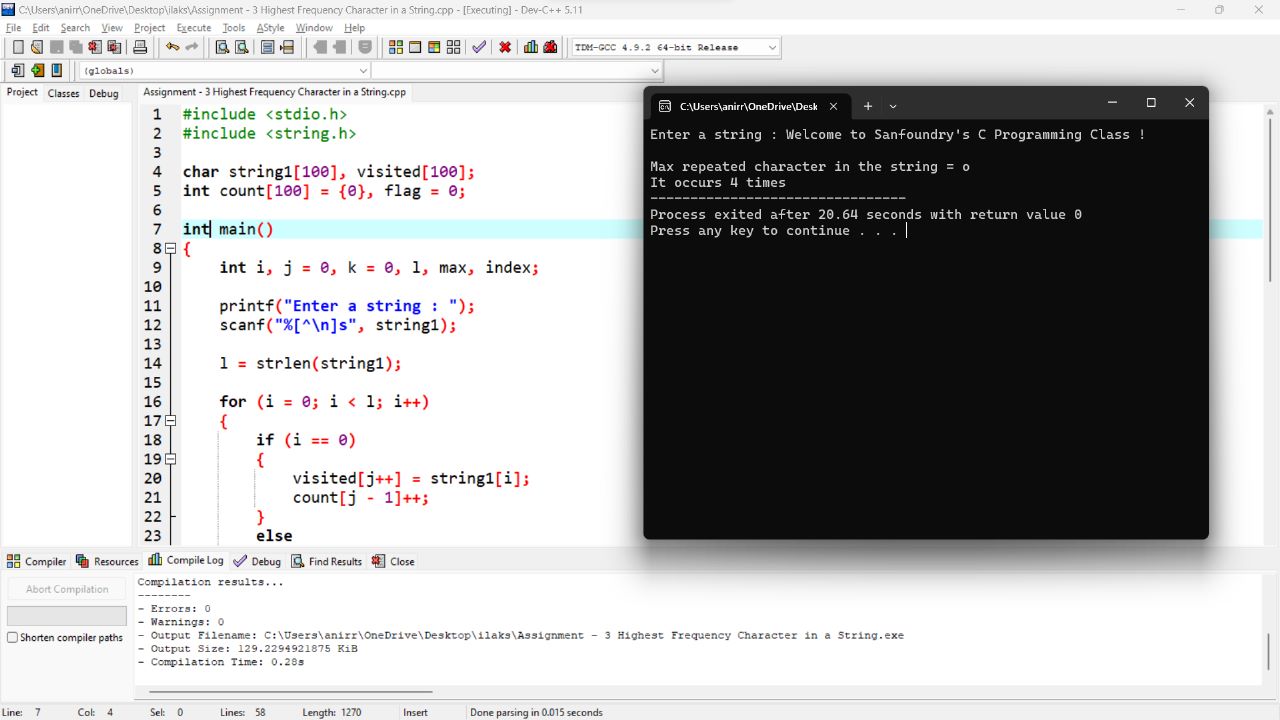 C:\Users\anirr\OneDrive\Desktop\ilaks\Assignment - 3 Highest Frequency Character in a String.cpp - [Executing] - Dev-C++ 5.11
File Edit Search View Project Execute Tools AStyle Window Help
TDM-GCC 4.9.2 64-bit Release
(globals)
Project Classes Debug
Assignment - 3 Highest Frequency Character in a String.cpp
1 #include <stdio.h>
2 #include <string.h>
3
4 char string1[100], visited[100];
5 int count[100] = {0}, flag = 0;
6
7 int main()
8 {
9 int i, j = 0, k = 0, l, max, index;
10
11 printf("Enter a string : ");
12 scanf("%[^\n]s", string1);
13
14 l = strlen(string1);
15
16 for (i = 0; i < l; i++)
17 {
18 if (i == 0)
19 {
20 visited[j++] = string1[i];
21 count[j - 1]++;
22 }
23 else
C:\Users\anirr\OneDrive\Desk
Enter a string : Welcome to Sanfoundry's C Programming Class !
Max repeated character in the string = o
It occurs 4 times
--------------------------------
Process exited after 20.64 seconds with return value 0
Press any key to continue . . .
Compiler Resources Compile Log Debug Find Results Close
Abort Compilation
Shorten compiler paths
Compilation results...
--------
- Errors: 0
- Warnings: 0
- Output Filename: C:\Users\anirr\OneDrive\Desktop\ilaks\Assignment - 3 Highest Frequency Character in a String.exe
- Output Size: 129.2294921875 KiB
- Compilation Time: 0.28s
Line: 7 Col: 4 Sel: 0 Lines: 58 Length: 1270 Insert Done parsing in 0.015 seconds